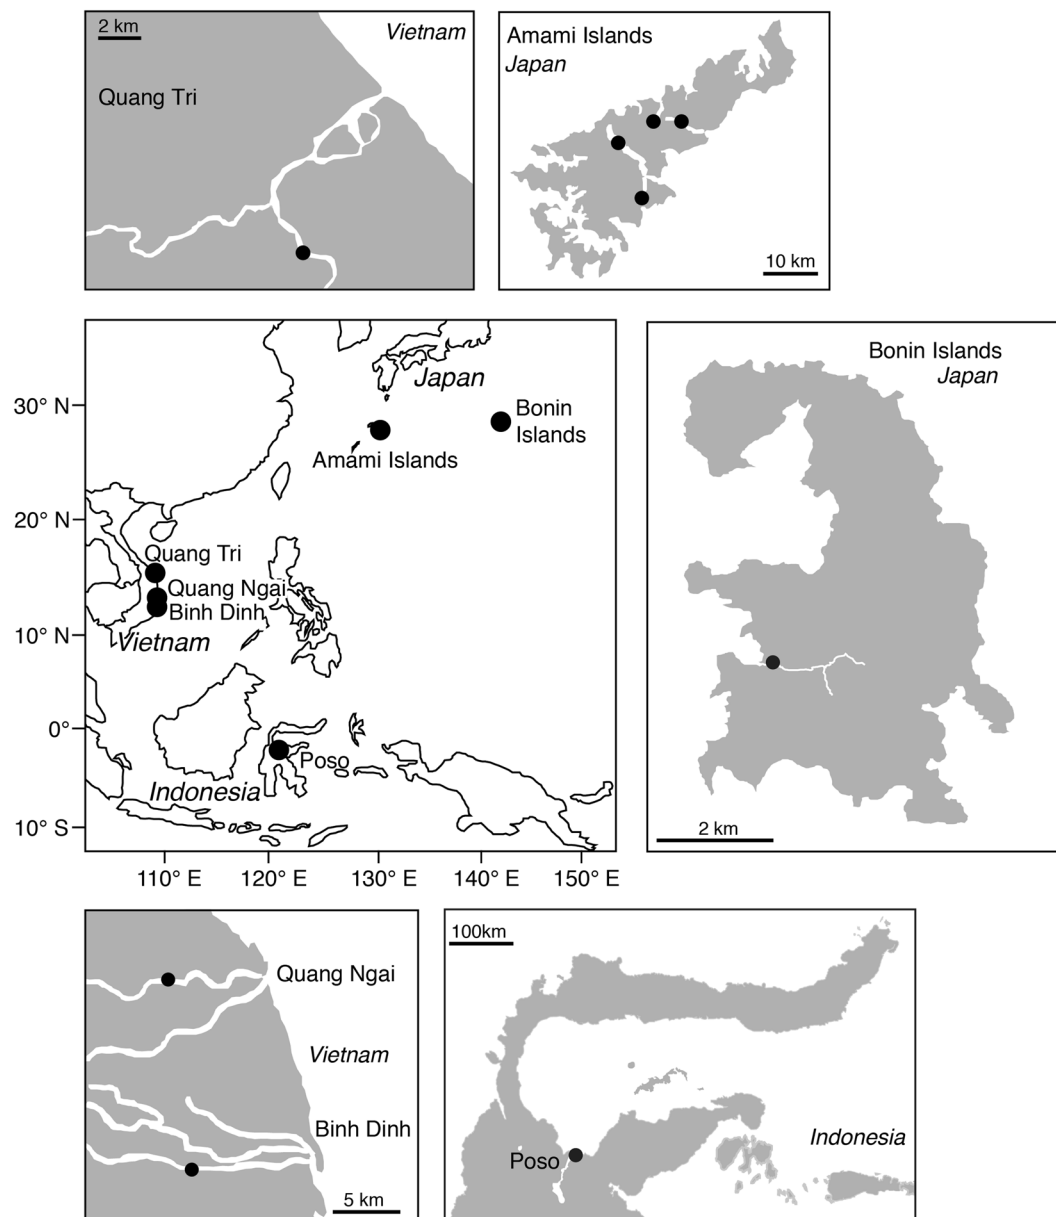 2 km
Vietnam
Quang Tri
Amami Islands
Japan
10 km
Japan
30° N
Bonin
Islands
Amami Islands
20° N
Quang Tri
Quang Ngai
Binh Dinh
10° N
Vietnam
0°
Poso
Indonesia
10° S
110° E
120° E
130° E
140° E
150° E
Bonin Islands
Japan
2 km
Quang Ngai
Vietnam
Binh Dinh
5 km
100km
Indonesia
Poso